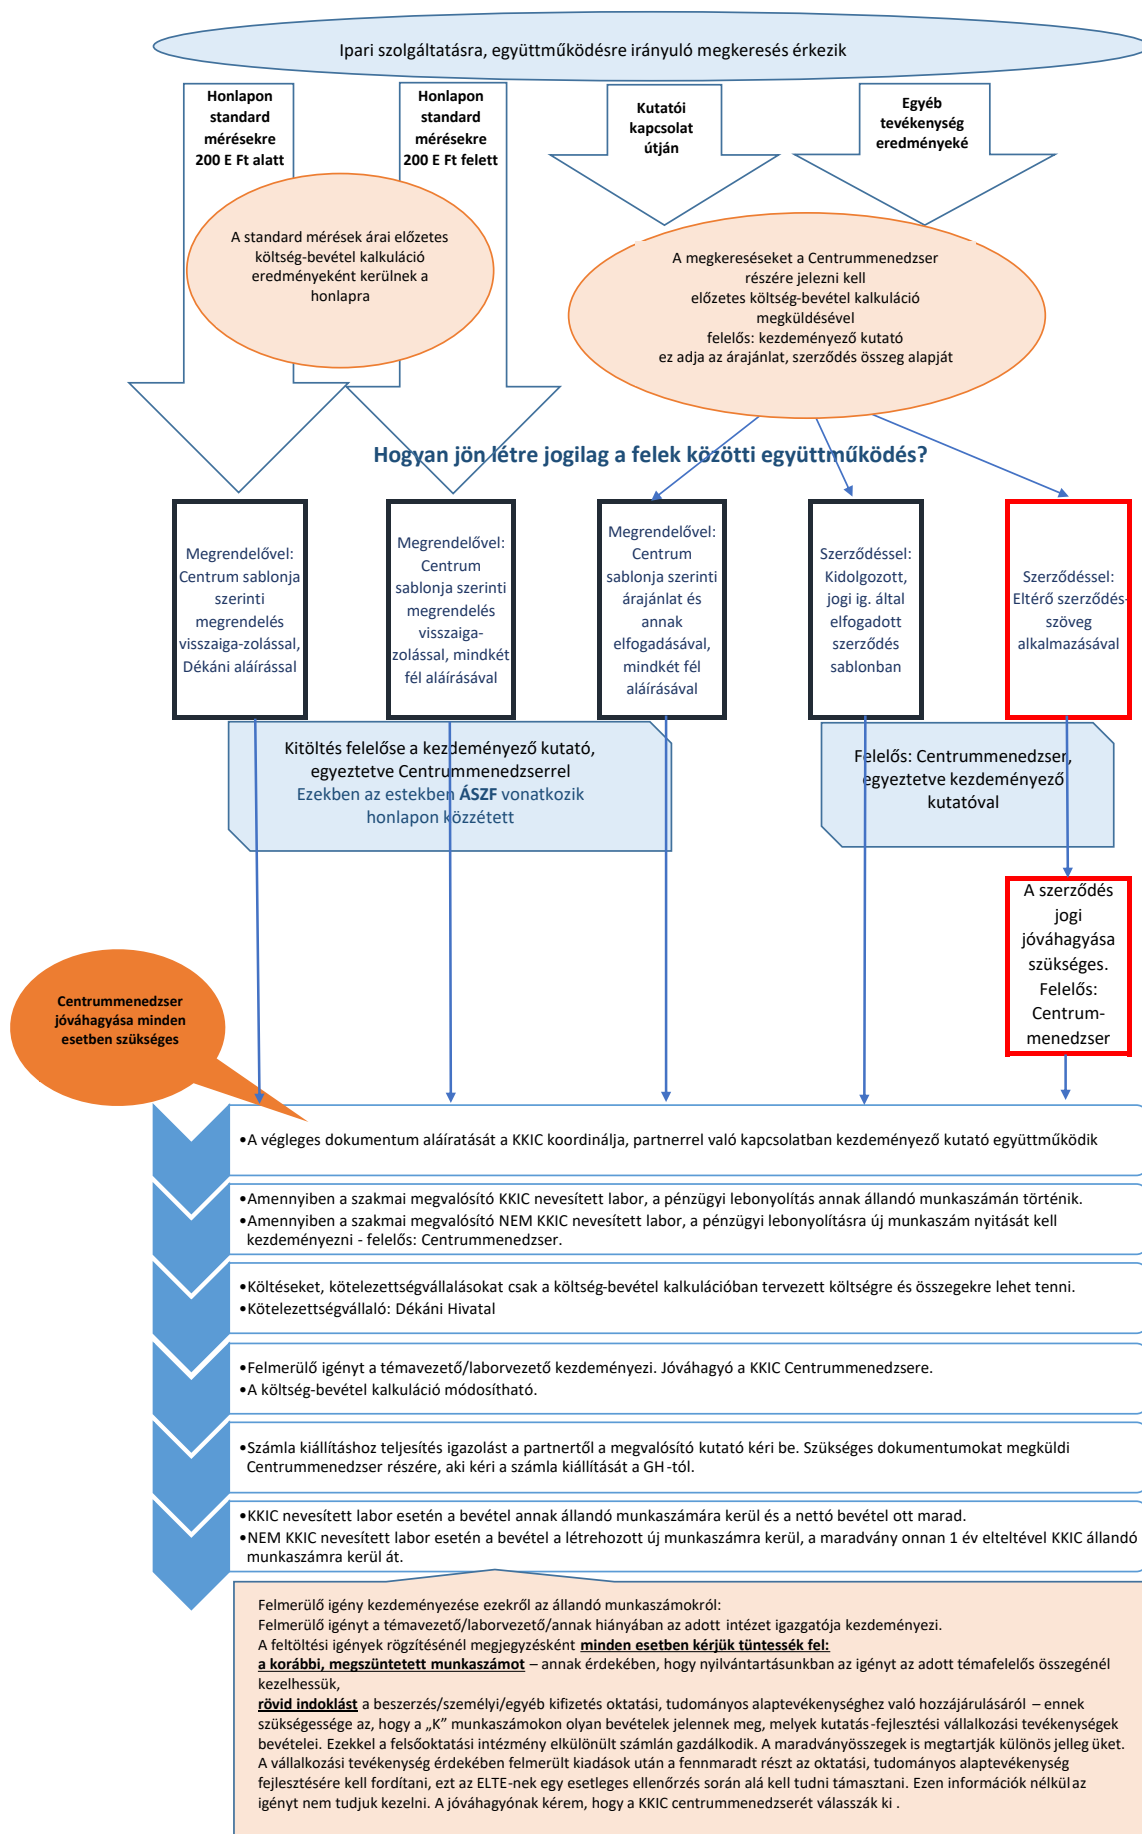 Ipari szolgáltatásra, együttműködésre irányuló megkeresés érkezik
Honlapon
standard
mérésekre
200 E Ft alatt
Honlapon
standard
mérésekre
200 E Ft felett
Kutatói
kapcsolat
útján
Egyéb
tevékenység
eredményeké
A standard mérések árai előzetes
költség-bevétel kalkuláció
eredményeként kerülnek a
honlapra
A megkereséseket a Centrummenedzser
részére jelezni kell
előzetes költség-bevétel kalkuláció
megküldésével
felelős: kezdeményező kutató
ez adja az árajánlat, szerződés összeg alapját
Hogyan jön létre jogilag a felek közötti együttműködés?
Megrendelővel:
Centrum sablonja
szerinti
megrendelés
visszaiga-zolással,
Dékáni aláírással
Megrendelővel:
Centrum
sablonja szerinti
megrendelés
visszaiga-
zolással, mindkét
fél aláírásával
Megrendelővel:
Centrum
sablonja szerinti
árajánlat és
annak
elfogadásával,
mindkét fél
aláírásával
Szerződéssel:
Kidolgozott,
jogi ig. által
elfogadott
szerződés
sablonban
Szerződéssel:
Eltérő szerződés-
szöveg
alkalmazásával
Kitöltés felelőse a kezdeményező kutató,
egyeztetve Centrummenedzserrel
Ezekben az estekben ÁSZF vonatkozik
honlapon közzétett
Felelős: Centrummenedzser,
egyeztetve kezdeményező
kutatóval
A szerződés
jogi
jóváhagyása
szükséges.
Felelős:
Centrum-
menedzser
Centrummenedzser
jóváhagyása minden
esetben szükséges
•A végleges dokumentum aláíratását a KKIC koordinálja, partnerrel való kapcsolatban kezdeményező kutató együttműködik
•Amennyiben a szakmai megvalósító KKIC nevesített labor, a pénzügyi lebonyolítás annak állandó munkaszámán történik.
•Amennyiben a szakmai megvalósító NEM KKIC nevesített labor, a pénzügyi lebonyolításra új munkaszám nyitását kell
kezdeményezni - felelős: Centrummenedzser.
•Költéseket, kötelezettségvállalásokat csak a költség-bevétel kalkulációban tervezett költségre és összegekre lehet tenni.
•Kötelezettségvállaló: Dékáni Hivatal
•Felmerülő igényt a témavezető/laborvezető kezdeményezi. Jóváhagyó a KKIC Centrummenedzsere.
•A költség-bevétel kalkuláció módosítható.
•Számla kiállításhoz teljesítés igazolást a partnertől a megvalósító kutató kéri be. Szükséges dokumentumokat megküldi
Centrummenedzser részére, aki kéri a számla kiállítását a GH-tól.
•KKIC nevesített labor esetén a bevétel annak állandó munkaszámára kerül és a nettó bevétel ott marad.
•NEM KKIC nevesített labor esetén a bevétel a létrehozott új munkaszámra kerül, a maradvány onnan 1 év elteltével KKIC állandó
munkaszámra kerül át.
Felmerülő igény kezdeményezése ezekről az állandó munkaszámokról:
Felmerülő igényt a témavezető/laborvezető/annak hiányában az adott intézet igazgatója kezdeményezi.
A feltöltési igények rögzítésénél megjegyzésként minden esetben kérjük tüntessék fel:
a korábbi, megszüntetett munkaszámot – annak érdekében, hogy nyilvántartásunkban az igényt az adott témafelelős összegénél
kezelhessük,
rövid indoklást a beszerzés/személyi/egyéb kifizetés oktatási, tudományos alaptevékenységhez való hozzájárulásáról – ennek
szükségessége az, hogy a „K” munkaszámokon olyan bevételek jelennek meg, melyek kutatás-fejlesztési vállalkozási tevékenységek
bevételei. Ezekkel a felsőoktatási intézmény elkülönült számlán gazdálkodik. A maradványösszegek is megtartják különös jelleg üket.
A vállalkozási tevékenység érdekében felmerült kiadások után a fennmaradt részt az oktatási, tudományos alaptevékenység
fejlesztésére kell fordítani, ezt az ELTE-nek egy esetleges ellenőrzés során alá kell tudni támasztani. Ezen információk nélkül az
igényt nem tudjuk kezelni. A jóváhagyónak kérem, hogy a KKIC centrummenedzserét válasszák ki .